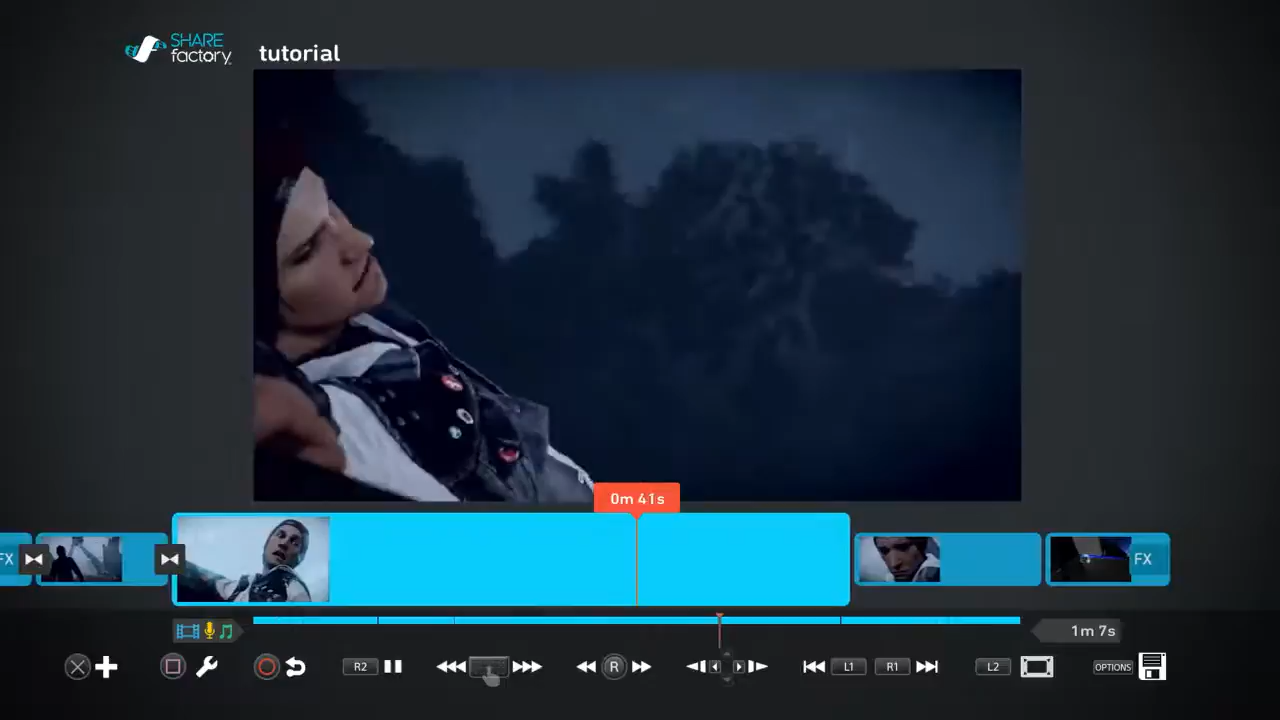 SHARE
factory
tutorial
0m 41s
FX
FX
1m 7s
R2
R
L1
R1
L2
OPTIONS